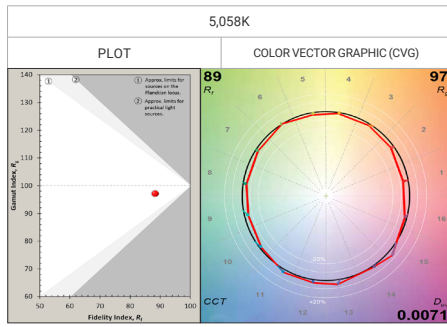 5,058K
PLOT
COLOR VECTOR GRAPHIC (CVG)
140
130
120
110
100
90
80
70
60
Gamut Index, Rg
50 60 70 80 90 100
Fidelity Index, Rf
1 2
① Approx. limits for
sources on the
Planckian locus.
② Approx. limits for
practical light
sources.
89
Rf
97
5 4
6 3
7 2
8 1
9 16
10 15
11 14
12 13
-20%
+20%
CCT
0.0071